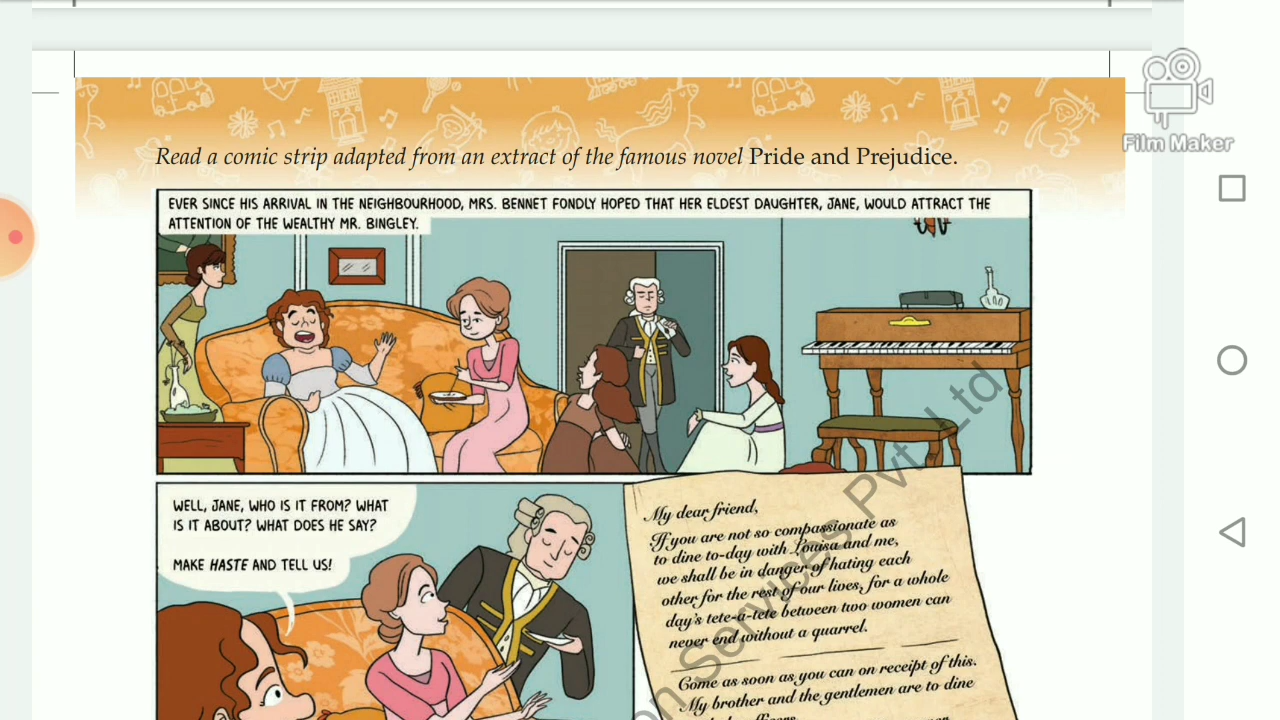 Film Maker
Read a comic strip adapted from an extract of the famous novel Pride and Prejudice.
EVER SINCE HIS ARRIVAL IN THE NEIGHBOURHOOD, MRS. BENNET FONDLY HOPED THAT HER ELDEST DAUGHTER, JANE, WOULD ATTRACT THE
ATTENTION OF THE WEALTHY MR. BINGLEY.
WELL, JANE, WHO IS IT FROM? WHAT
IS IT ABOUT? WHAT DOES HE SAY?
MAKE HASTE AND TELL US!
My dear friend,
If you are not so compassionate as
to dine to-day with Louisa and me,
we shall be in danger of hating each
other for the rest of our lives, for a whole
day's tete-a-tete between two women can
never end without a quarrel.
Come as soon as you can on receipt of this.
My brother and the gentlemen are to dine
on Services Pvt. Ltd.